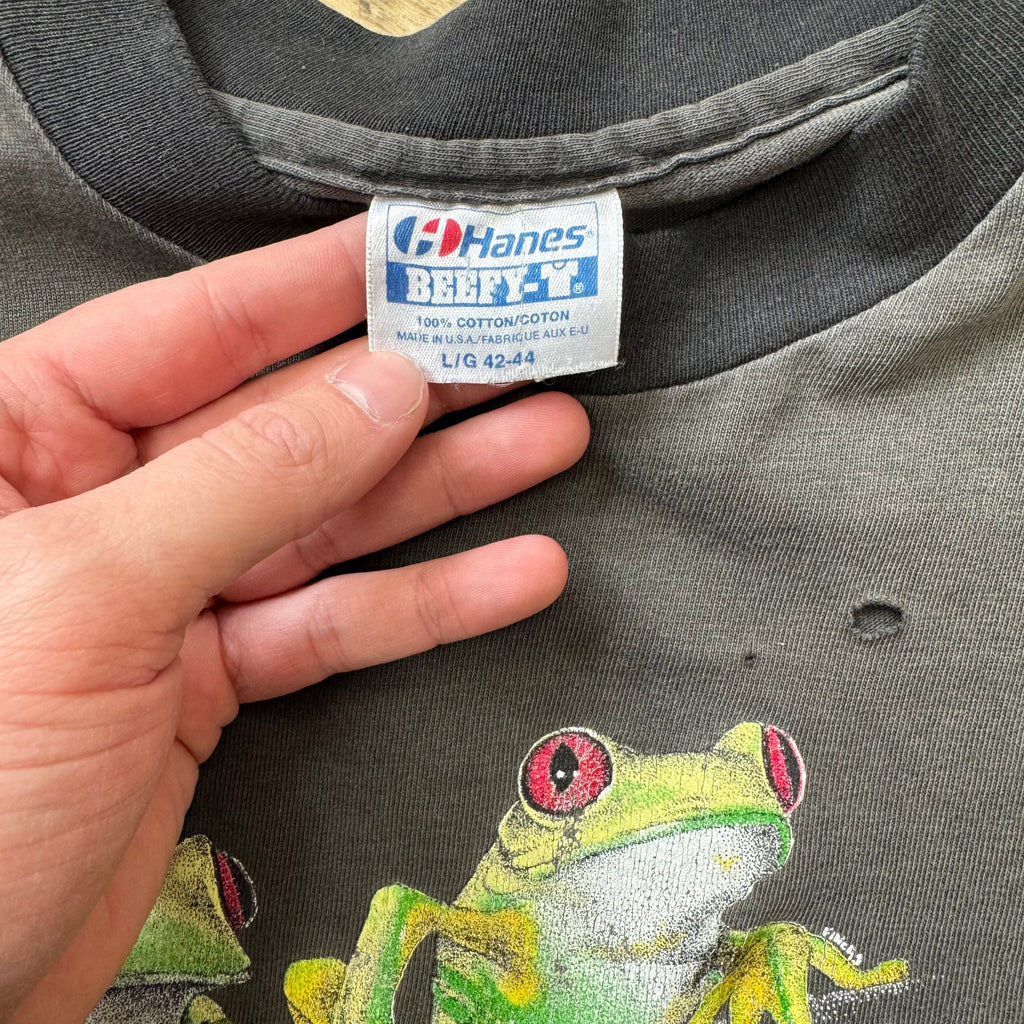 Hanes®
BEEFY-T®
100% COTTON/COTON
MADE IN U.S.A./FABRIQUE AUX E-U
L/G 42-44